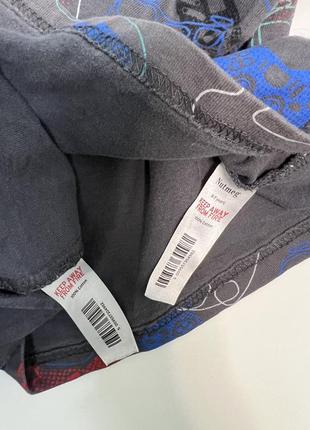 Nutmeg
KEEP AWAY
FROM FIRE
100% Cotton
KEEP AWAY
FROM FIRE
100% Cotton